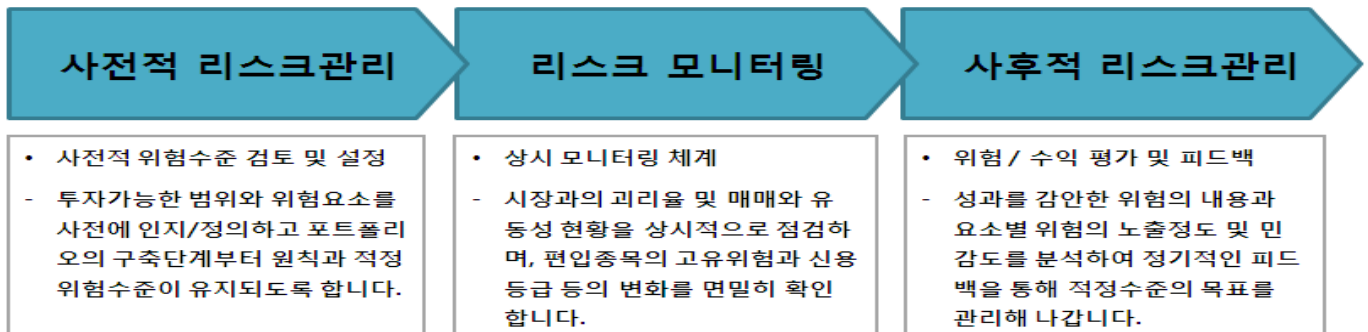 사전적 리스크관리
리스크 모니터링
사후적 리스크관리
• 사전적 위험수준 검토 및 설정
- 투자가능한 범위와 위험요소를
사전에 인지/정의하고 포트폴리
오의 구축단계부터 원칙과 적정
위험수준이 유지되도록 합니다.
• 상시 모니터링 체계
- 시장과의 괴리율 및 매매와 유
동성 현황을 상시적으로 점검하
며, 편입종목의 고유위험과 신용
등급 등의 변화를 면밀히 확인
합니다.
• 위험 / 수익 평가 및 피드백
- 성과를 감안한 위험의 내용과
요소별 위험의 노출정도 및 민
감도를 분석하여 정기적인 피드
백을 통해 적정수준의 목표를
관리해 나갑니다.